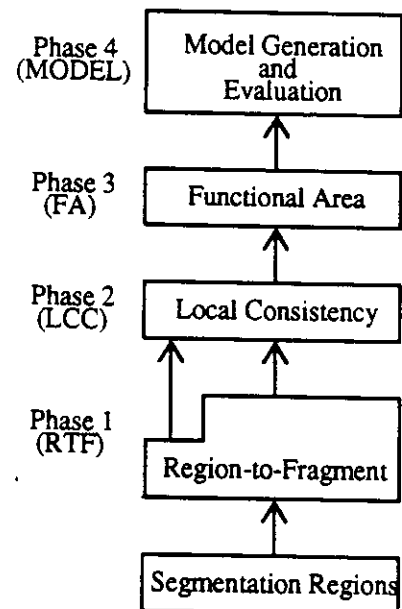 Phase 4
(MODEL)
Model Generation
and
Evaluation
Phase 3
(FA)
Functional Area
Phase 2
(LCC)
Local Consistency
Phase 1
(RTF)
Region-to-Fragment
Segmentation Regions